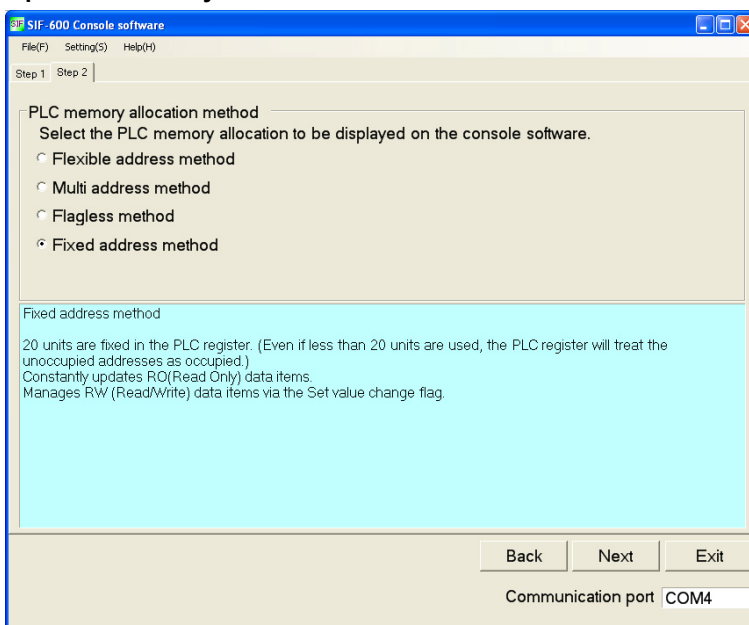 SIF SIF-600 Console software
File(F) Setting(S) Help(H)
Step 1 Step 2
PLC memory allocation method
Select the PLC memory allocation to be displayed on the console software.
Flexible address method
Multi address method
Flagless method
Fixed address method
Fixed address method
20 units are fixed in the PLC register. (Even if less than 20 units are used, the PLC register will treat the
unoccupied addresses as occupied.)
Constantly updates RO(Read Only) data items.
Manages RW (Read/Write) data items via the Set value change flag.
Back Next Exit
Communication port COM4